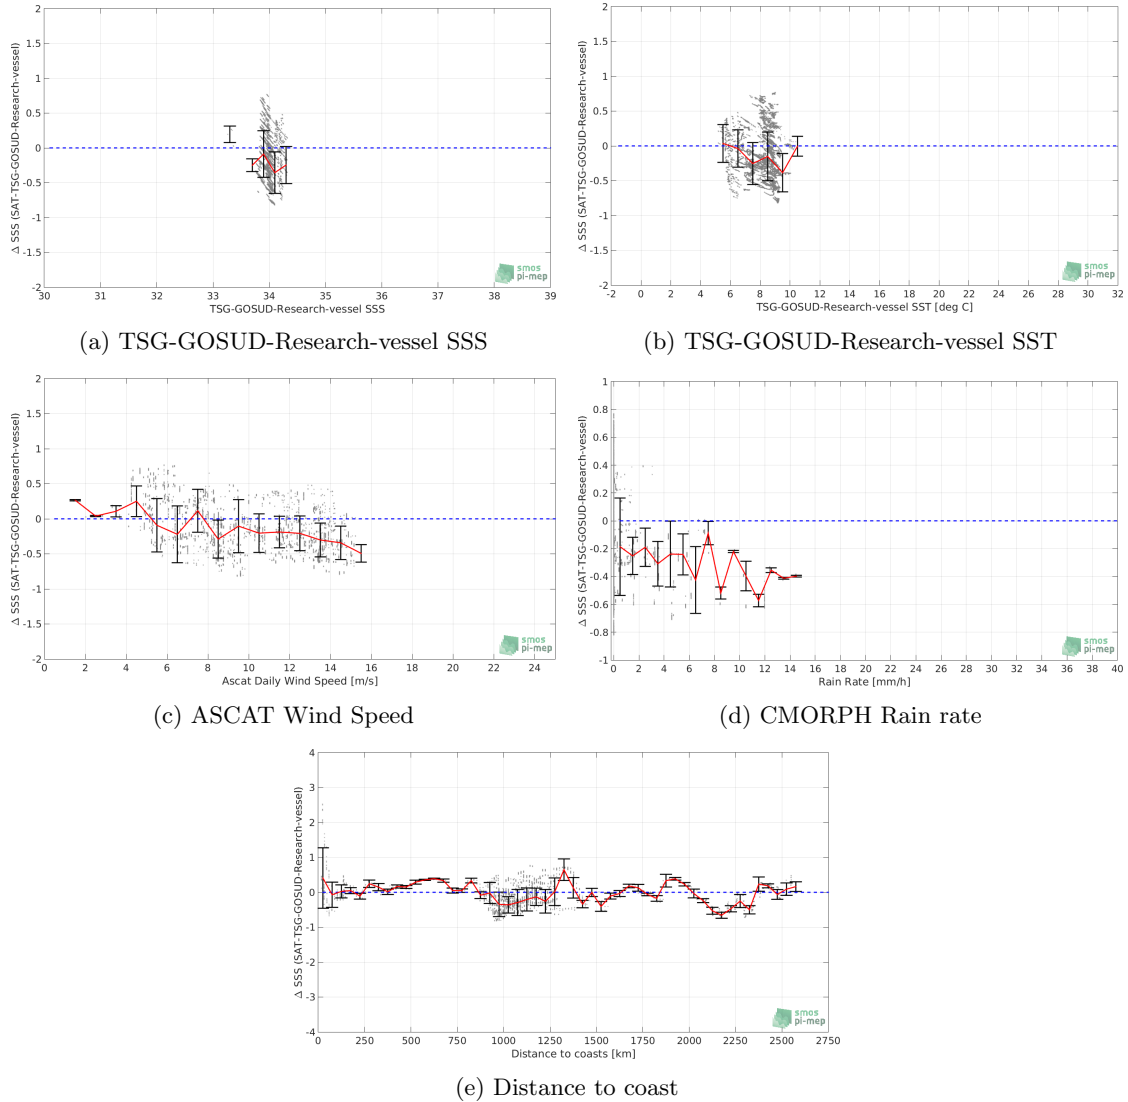 2
1.5
1
0.5
0
-0.5
-1
-1.5
-2
Δ SSS (SAT-TSG-GOSUD-Research-vessel)
30 31 32 33 34 35 36 37 38 39
TSG-GOSUD-Research-vessel SSS
smos
pi-mep
(a) TSG-GOSUD-Research-vessel SSS
2
1.5
1
0.5
0
-0.5
-1
-1.5
-2
Δ SSS (SAT-TSG-GOSUD-Research-vessel)
-2 0 2 4 6 8 10 12 14 16 18 20 22 24 26 28 30 32
TSG-GOSUD-Research-vessel SST [deg C]
smos
pi-mep
(b) TSG-GOSUD-Research-vessel SST
2
1.5
1
0.5
0
-0.5
-1
-1.5
-2
Δ SSS (SAT-TSG-GOSUD-Research-vessel)
0 2 4 6 8 10 12 14 16 18 20 22 24
Ascat Daily Wind Speed [m/s]
smos
pi-mep
(c) ASCAT Wind Speed
1
0.8
0.6
0.4
0.2
0
-0.2
-0.4
-0.6
-0.8
-1
Δ SSS (SAT-TSG-GOSUD-Research-vessel)
0 2 4 6 8 10 12 14 16 18 20 22 24 26 28 30 32 34 36 38 40
Rain Rate [mm/h]
smos
pi-mep
(d) CMORPH Rain rate
4
3
2
1
0
-1
-2
-3
-4
Δ SSS (SAT-TSG-GOSUD-Research-vessel)
0 250 500 750 1000 1250 1500 1750 2000 2250 2500 2750
Distance to coasts [km]
smos
pi-mep
(e) Distance to coast